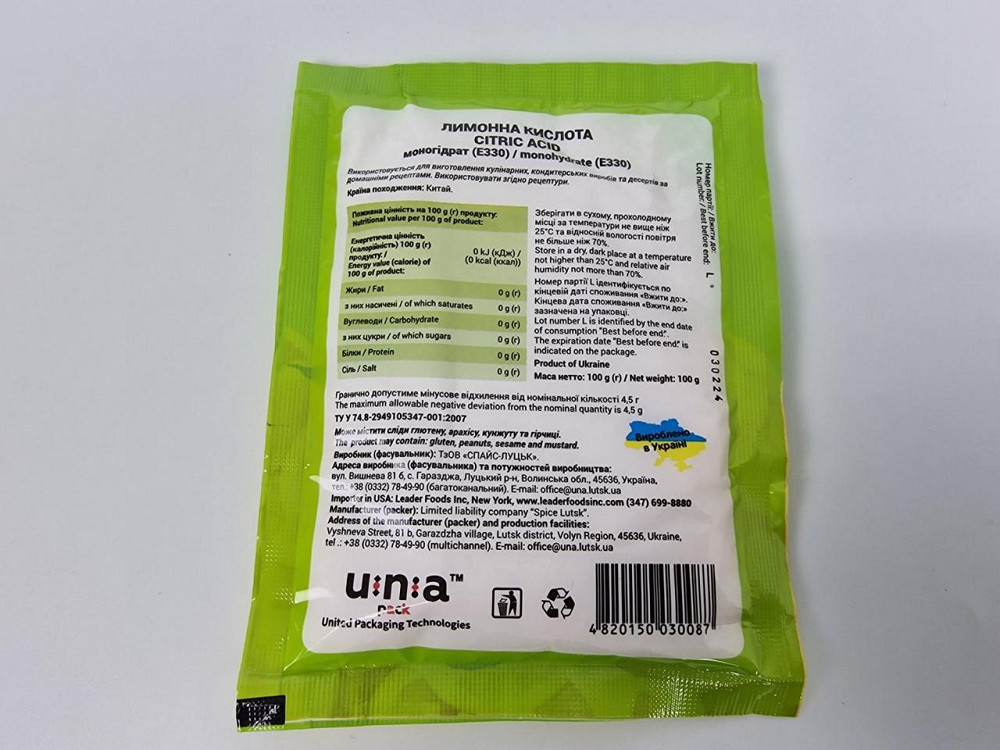 ЛИМОННА КИСЛОТА
CITRIC ACID
моногідрат (E330) / monohydrate (E330)
Використовується для виготовлення кулінарних, кондитерських виробів та десертів за
домашніми рецептами. Використовувати згідно рецептури.
Країна походження: Китай.
Поживна цінність на 100 g (г) продукту:
Nutritional value per 100 g of product:
Енергетична цінність
(калорійність) 100 g (г)
продукту: /
Energy value (calorie) of
100 g of product:
0 kJ (кДж) /
(0 kcal (ккал))
Жири / Fat 0 g (г)
з них насичені / of which saturates 0 g (г)
Вуглеводи / Carbohydrate 0 g (г)
з них цукри / of which sugars 0 g (г)
Білки / Protein 0 g (г)
Сіль / Salt 0 g (г)
Зберігати в сухому, прохолодному
місці за температури не вище ніж
25°C та відносній вологості повітря
не більше ніж 70%.
Store in a dry, dark place at a temperature
not higher than 25°C and relative air
humidity not more than 70%.
Номер партії L ідентифікується по
кінцевій даті споживання «Вжити до:».
Кінцева дата споживання «Вжити до:»
зазначена на упаковці.
Lot number L is identified by the end date
of consumption "Best before end:".
The expiration date "Best before end:" is
indicated on the package.
Product of Ukraine
Маса нетто: 100 g (г) / Net weight: 100 g
Номер партії: / Вжити до:
Lot number: / Best before end: L
030224
Гранично допустиме мінусове відхилення від номінальної кількості 4,5 г
The maximum allowable negative deviation from the nominal quantity is 4,5 g
ТУ У 74.8-2949105347-001:2007
Може містити сліди глютену, арахісу, кунжуту та гірчиці.
The product may contain: gluten, peanuts, sesame and mustard.
Вироблено
в Україні
Виробник (фасувальник): ТзОВ «СПАЙС-ЛУЦЬК».
Адреса виробника (фасувальника) та потужностей виробництва:
вул. Вишнева 81 б, с. Гаразджа, Луцький р-н, Волинська обл., 45636, Україна,
тел.: +38 (0332) 78-49-90 (багатоканальний). E-mail: office@una.lutsk.ua
Importer in USA: Leader Foods Inc, New York, www.leaderfoodsinc.com (347) 699-8880
Manufacturer (packer): Limited liability company "Spice Lutsk".
Address of the manufacturer (packer) and production facilities:
Vyshneva Street, 81 b, Garazdzha village, Lutsk district, Volyn Region, 45636, Ukraine,
tel .: +38 (0332) 78-49-90 (multichannel). E-mail: office@una.lutsk.ua
u:n:a™
pack
United Packaging Technologies
4 820150 030087